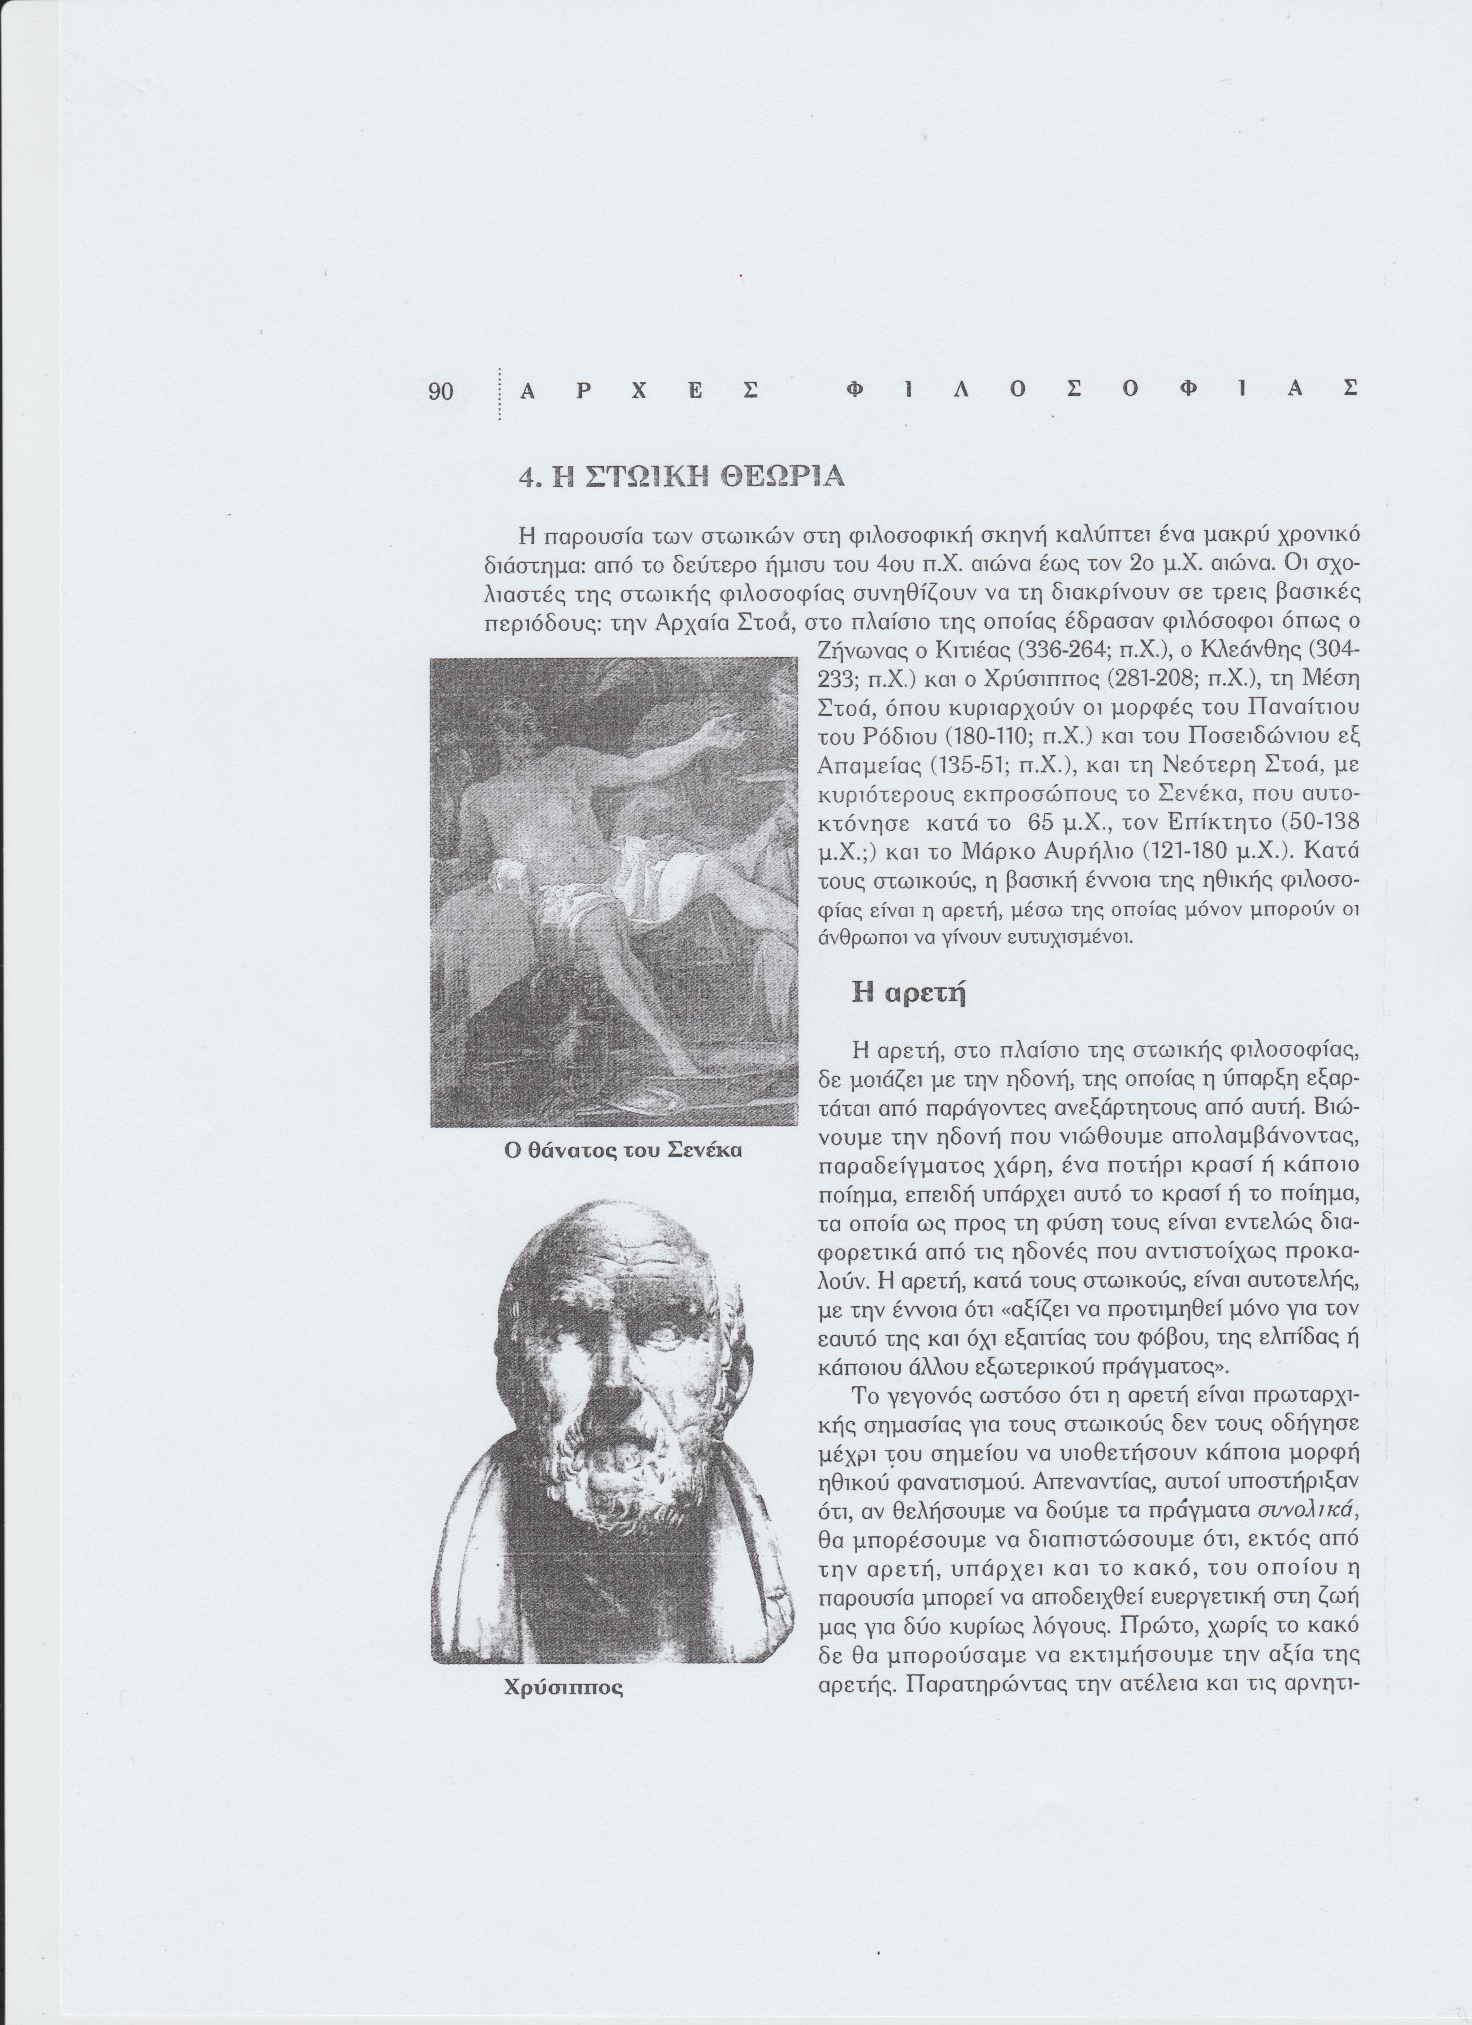 90 ΑΡΧΕΣ ΦΙΛΟΣΟΦΙΑΣ
4. Η ΣΤΩΙΚΗ ΘΕΩΡΙΑ
Η παρουσία των στωικών στη φιλοσοφική σκηνή καλύπτει ένα μακρύ χρονικό
διάστημα: από το δεύτερο ήμισυ του 4ου π.Χ. αιώνα έως τον 2ο μ.Χ. αιώνα. Οι σχο-
λιαστές της στωικής φιλοσοφίας συνηθίζουν να τη διακρίνουν σε τρεις βασικές
περιόδους: την Αρχαία Στοά, στο πλαίσιο της οποίας έδρασαν φιλόσοφοι όπως ο
Ζήνωνας ο Κιτιέας (336-264; π.Χ.), ο Κλεάνθης (304-
233; π.Χ.) και ο Χρύσιππος (281-208; π.Χ.), τη Μέση
Στοά, όπου κυριαρχούν οι μορφές του Παναίτιου
του Ρόδιου (180-110; π.Χ.) και του Ποσειδώνιου εξ
Απαμείας (135-51; π.Χ.), και τη Νεότερη Στοά, με
κυριότερους εκπροσώπους το Σενέκα, που αυτο-
κτόνησε κατά το 65 μ.Χ., τον Επίκτητο (50-138
μ.Χ.;) και το Μάρκο Αυρήλιο (121-180 μ.Χ.). Κατά
τους στωικούς, η βασική έννοια της ηθικής φιλοσο-
φίας είναι η αρετή, μέσω της οποίας μόνον μπορούν οι
άνθρωποι να γίνουν ευτυχισμένοι.
Η αρετή
Η αρετή, στο πλαίσιο της στωικής φιλοσοφίας,
δε μοιάζει με την ηδονή, της οποίας η ύπαρξη εξαρ-
τάται από παράγοντες ανεξάρτητους από αυτή. Βιώ-
νουμε την ηδονή που νιώθουμε απολαμβάνοντας,
παραδείγματος χάρη, ένα ποτήρι κρασί ή κάποιο
ποίημα, επειδή υπάρχει αυτό το κρασί ή το ποίημα,
τα οποία ως προς τη φύση τους είναι εντελώς δια-
φορετικά από τις ηδονές που αντιστοίχως προκα-
λούν. Η αρετή, κατά τους στωικούς, είναι αυτοτελής,
με την έννοια ότι «αξίζει να προτιμηθεί μόνο για τον
εαυτό της και όχι εξαιτίας του φόβου, της ελπίδας ή
κάποιου άλλου εξωτερικού πράγματος».
Το γεγονός ωστόσο ότι η αρετή είναι πρωταρχι-
κής σημασίας για τους στωικούς δεν τους οδήγησε
μέχρι του σημείου να υιοθετήσουν κάποια μορφή
ηθικού φανατισμού. Απεναντίας, αυτοί υποστήριξαν
ότι, αν θελήσουμε να δούμε τα πράγματα συνολικά,
θα μπορέσουμε να διαπιστώσουμε ότι, εκτός από
την αρετή, υπάρχει και το κακό, του οποίου η
παρουσία μπορεί να αποδειχθεί ευεργετική στη ζωή
μας για δύο κυρίως λόγους. Πρώτο, χωρίς το κακό
δε θα μπορούσαμε να εκτιμήσουμε την αξία της
αρετής. Παρατηρώντας την ατέλεια και τις αρνητι-
Ο θάνατος του Σενέκα
Χρύσιππος